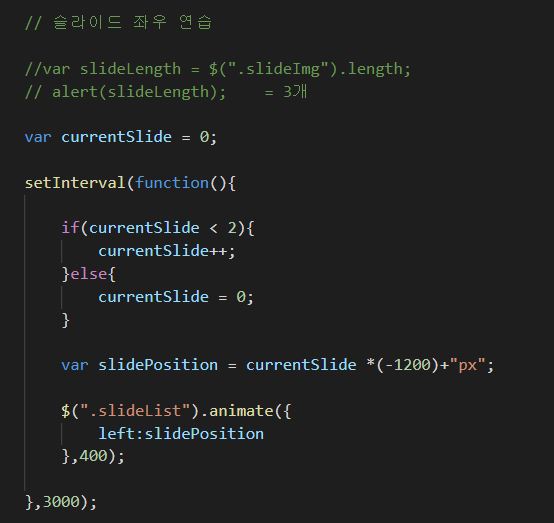 // 슬라이드 좌우 연습
//var slideLength = $(".slideImg").length;
// alert(slideLength);    = 3개
var currentSlide = 0;
setInterval(function(){
if(currentSlide < 2){
currentSlide++;
}else{
currentSlide = 0;
}
var slidePosition = currentSlide *(-1200)+"px";
$(".slideList").animate({
left:slidePosition
},400);
},3000);